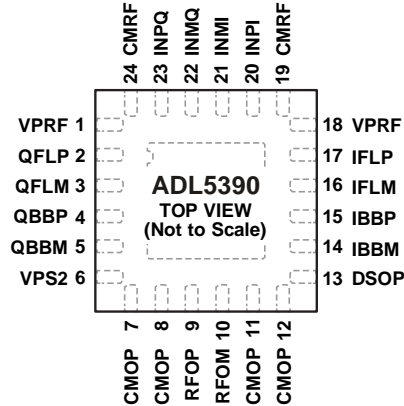 24 CMRF
23 INPQ
22 INMQ
21 INMI
20 INPI
19 CMRF
VPRF 1
QFLP 2
QFLM 3
QBBP 4
QBBM 5
VPS2 6
ADL5390
TOP VIEW
(Not to Scale)
18 VPRF
17 IFLP
16 IFLM
15 IBBP
14 IBBM
13 DSOP
CMOP 7
CMOP 8
RFOP 9
RFOM 10
CMOP 11
CMOP 12